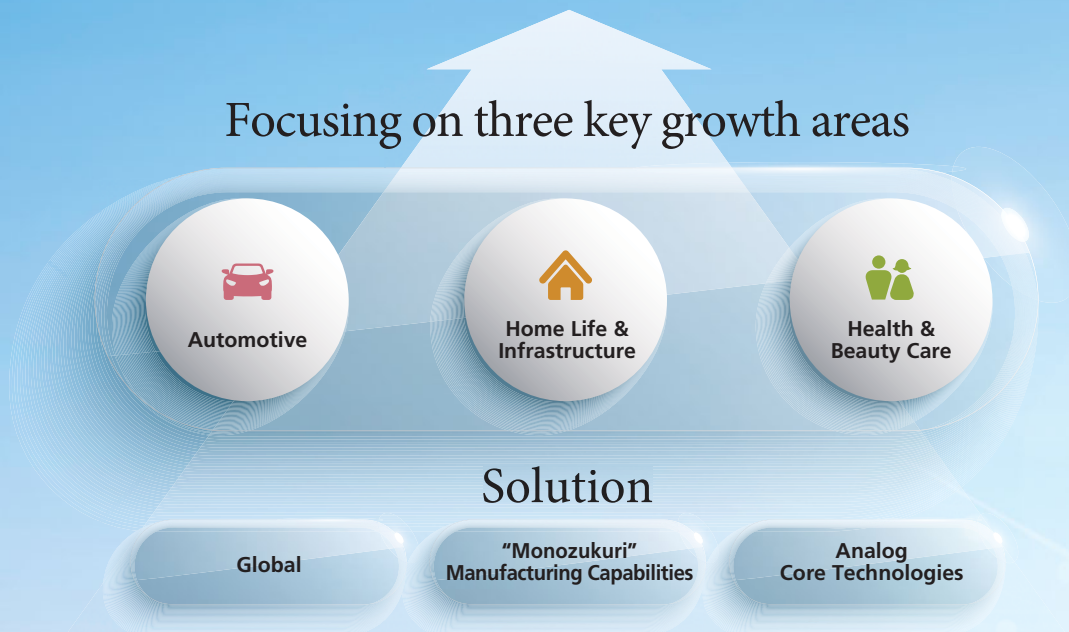 Focusing on three key growth areas
Automotive
Home Life &
Infrastructure
Health &
Beauty Care
Solution
Global
“Monozukuri”
Manufacturing Capabilities
Analog
Core Technologies